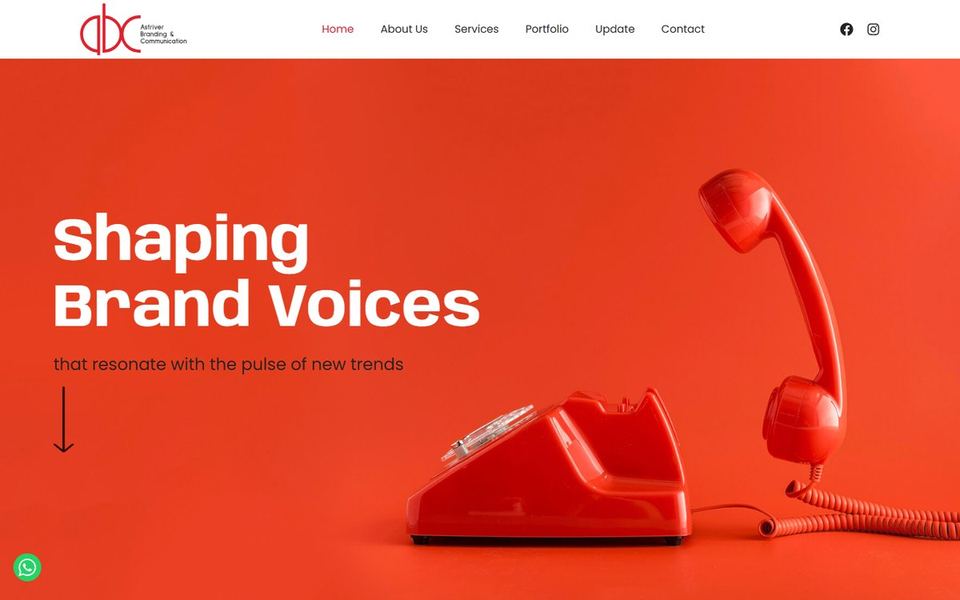 abc
Astriver
Branding &
Communication
Home
About Us
Services
Portfolio
Update
Contact
Shaping
Brand Voices
that resonate with the pulse of new trends